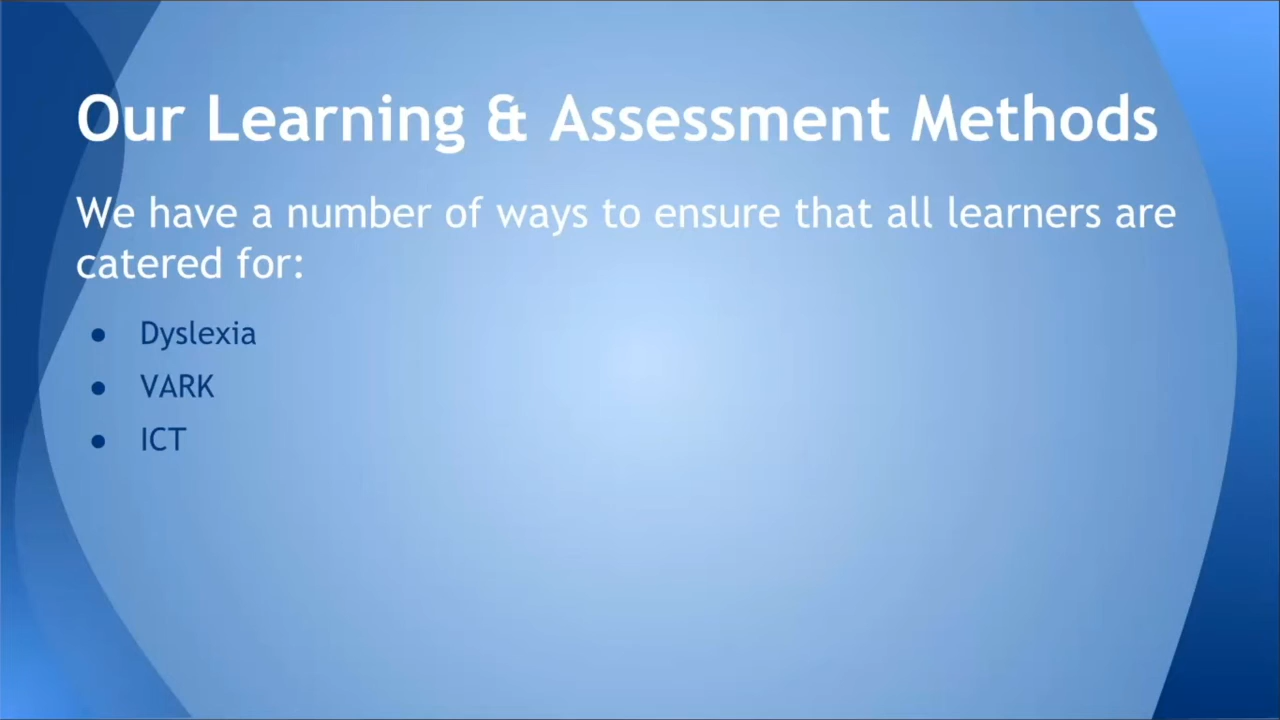 Our Learning & Assessment Methods
We have a number of ways to ensure that all learners are
catered for:
● Dyslexia
● VARK
● ICT